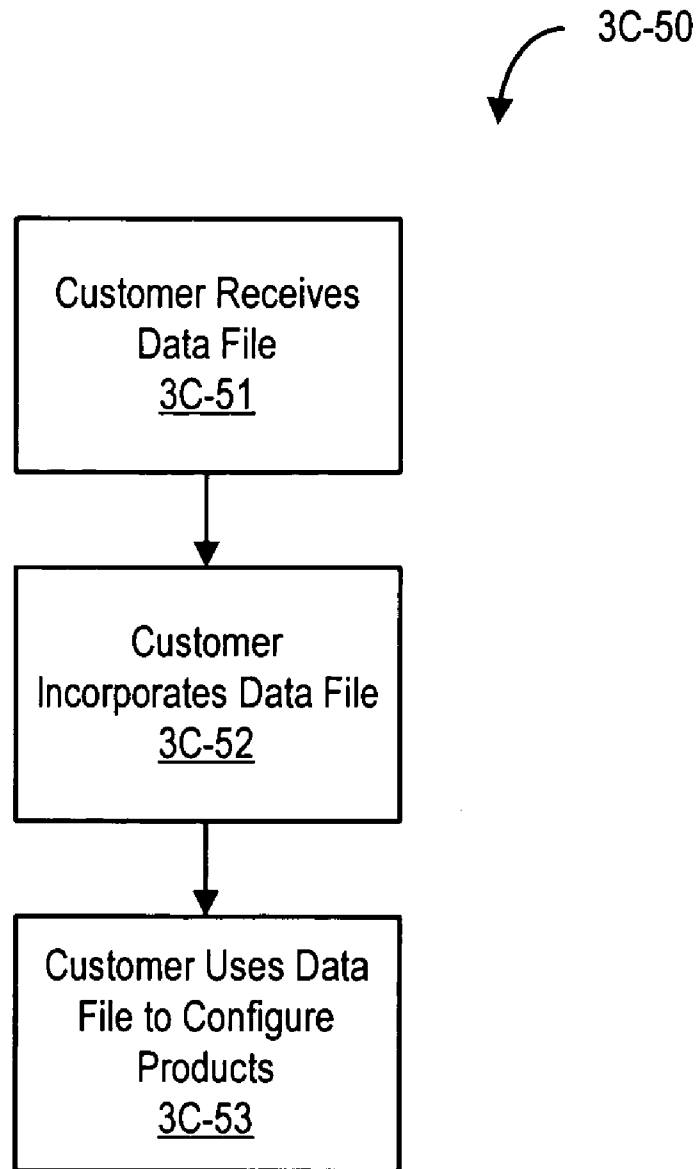 3C-50
Customer Receives
Data File
3C-51
Customer
Incorporates Data File
3C-52
Customer Uses Data
File to Configure
Products
3C-53